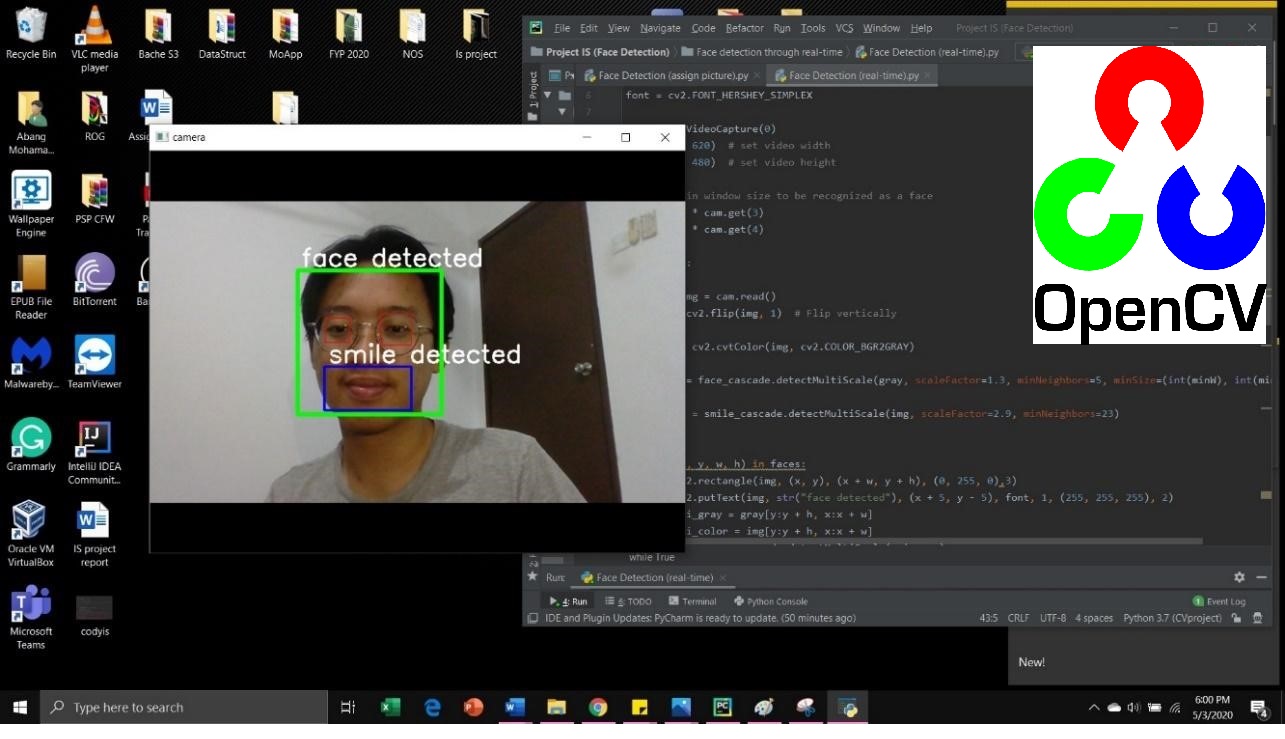 Recycle Bin
VLC media
player
Bache S3
DataStruct
MoApp
FYP 2020
NOS
Is project
Abang
Mohama...
ROG
Wallpaper
Engine
PSP CFW
EPUB File
Reader
BitTorrent
Malwareby...
TeamViewer
Grammarly
IntelliJ IDEA
Communit...
Oracle VM
VirtualBox
IS project
report
Microsoft
Teams
codyis
camera
face detected
smile detected
File Edit View Navigate Code Refactor Run Tools VCS Window Help Project IS (Face Detection)
Project IS (Face Detection) Face detection through real-time Face Detection (real-time).py
1: Project
Face Detection (assign picture).py Face Detection (real-time).py
6 font = cv2.FONT_HERSHEY_SIMPLEX
7
VideoCapture(0)
620) # set video width
480) # set video height
in window size to be recognized as a face
* cam.get(3)
* cam.get(4)
:
mg = cam.read()
cv2.flip(img, 1) # Flip vertically
cv2.cvtColor(img, cv2.COLOR_BGR2GRAY)
= face_cascade.detectMultiScale(gray, scaleFactor=1.3, minNeighbors=5, minSize=(int(minW), int(mi
= smile_cascade.detectMultiScale(img, scaleFactor=2.9, minNeighbors=23)
, y, w, h) in faces:
2.rectangle(img, (x, y), (x + w, y + h), (0, 255, 0),3)
2.putText(img, str("face detected"), (x + 5, y - 5), font, 1, (255, 255, 255), 2)
i_gray = gray[y:y + h, x:x + w]
i_color = img[y:y + h, x:x + w]
while True
Run: Face Detection (real-time)
4: Run 6: TODO Terminal Python Console 1 Event Log
IDE and Plugin Updates: PyCharm is ready to update. (50 minutes ago) 43:5 CRLF UTF-8 4 spaces Python 3.7 (CVproject)
OpenCV
New!
Type here to search
6:00 PM
5/3/2020
4